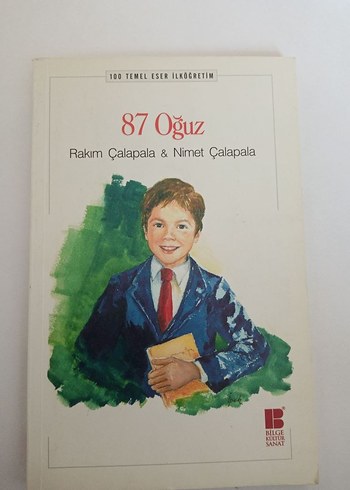 100 TEMEL ESER İLKÖĞRETİM
87 Oğuz
Rakım Çalapala & Nimet Çalapala
B
BİLGE
KÜLTÜR
SANAT